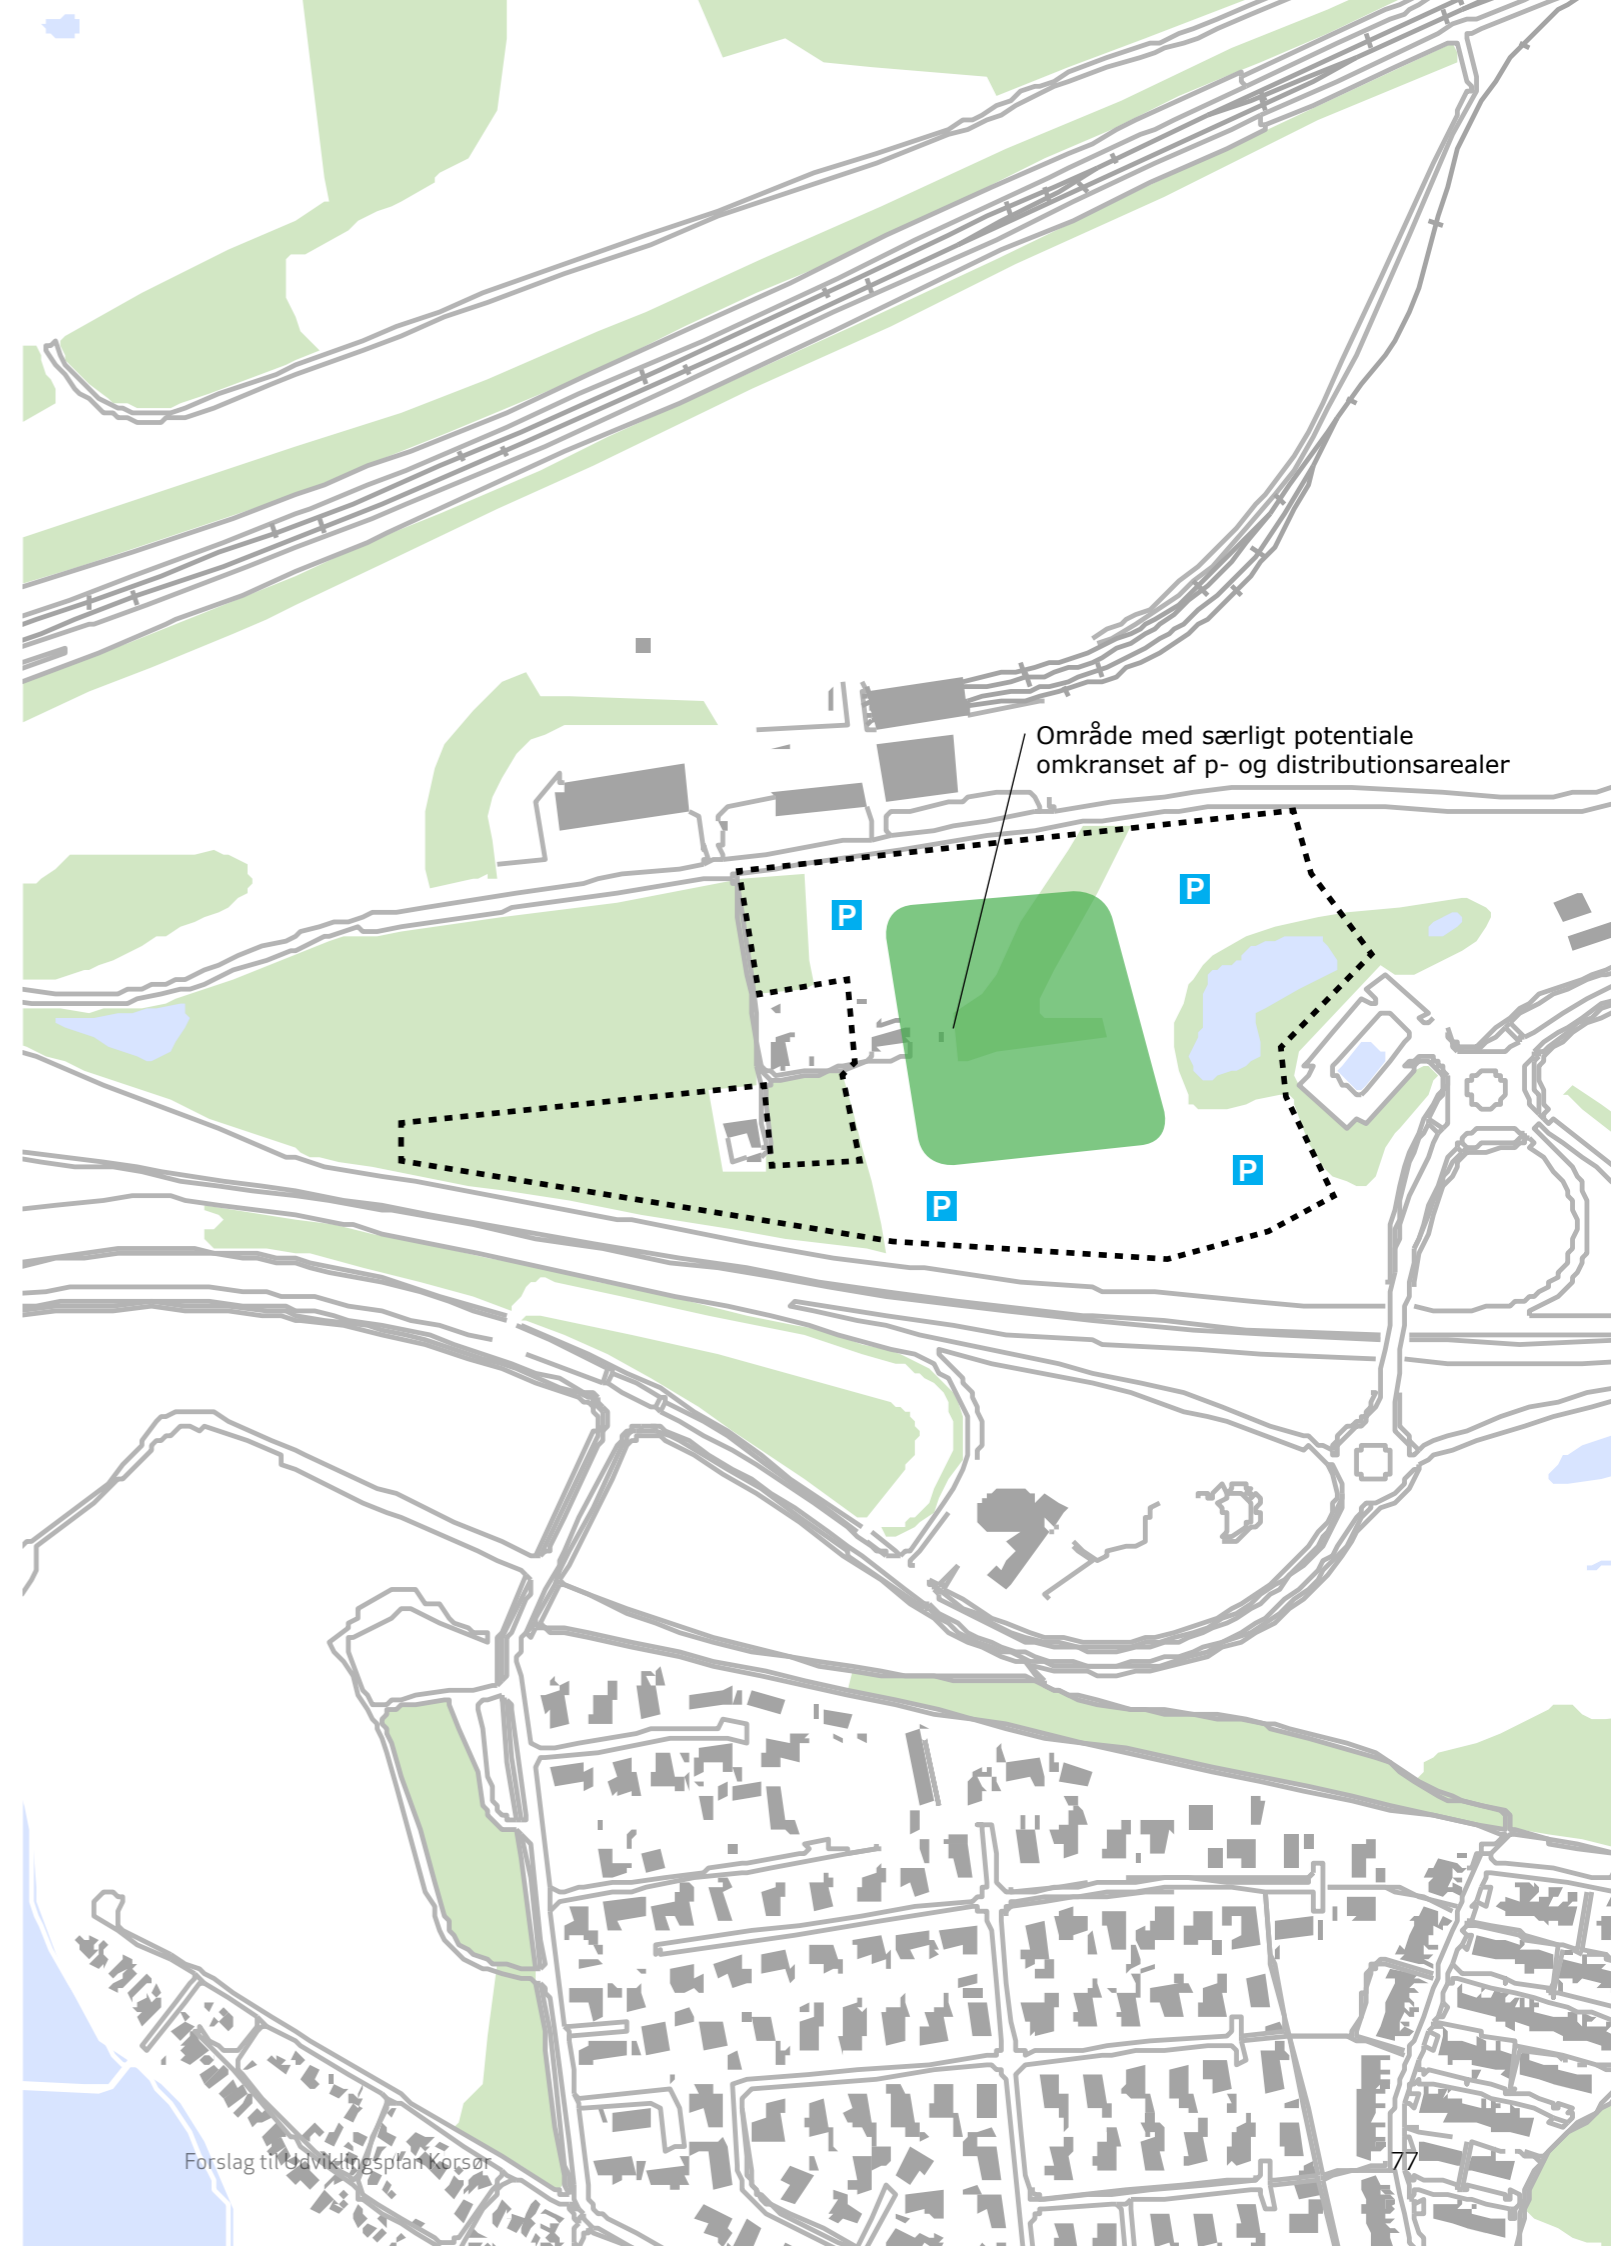 Område med særligt potentiale
omkranset af p- og distributionsarealer
P
P
P
P
Forslag til Udviklingsplan Korsør
77